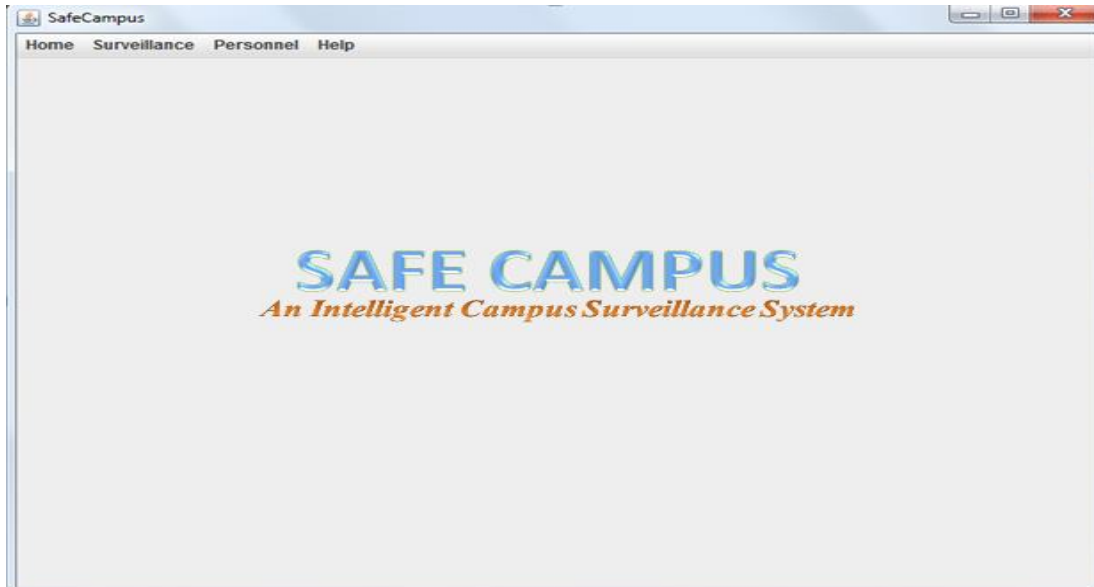 SafeCampus
Home Surveillance Personnel Help
SAFE CAMPUS
An Intelligent Campus Surveillance System